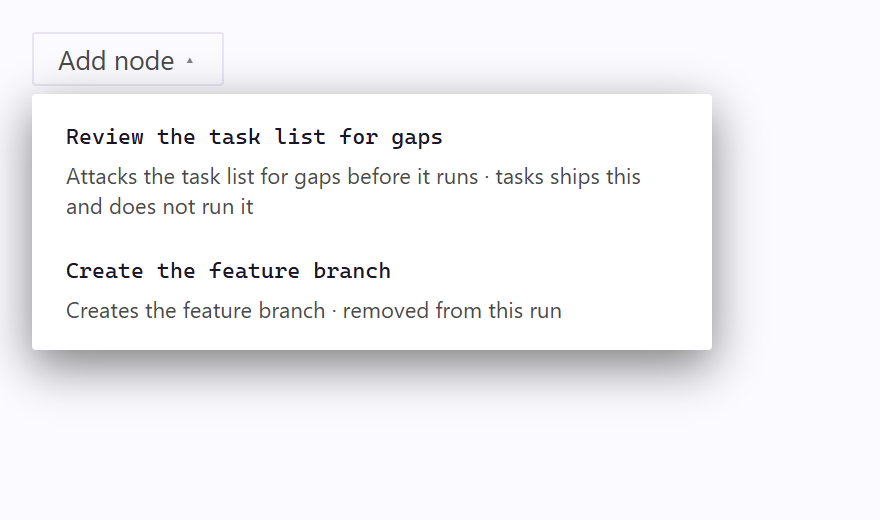 Add node ▴
Review the task list for gaps
Attacks the task list for gaps before it runs · tasks ships this
and does not run it
Create the feature branch
Creates the feature branch · removed from this run